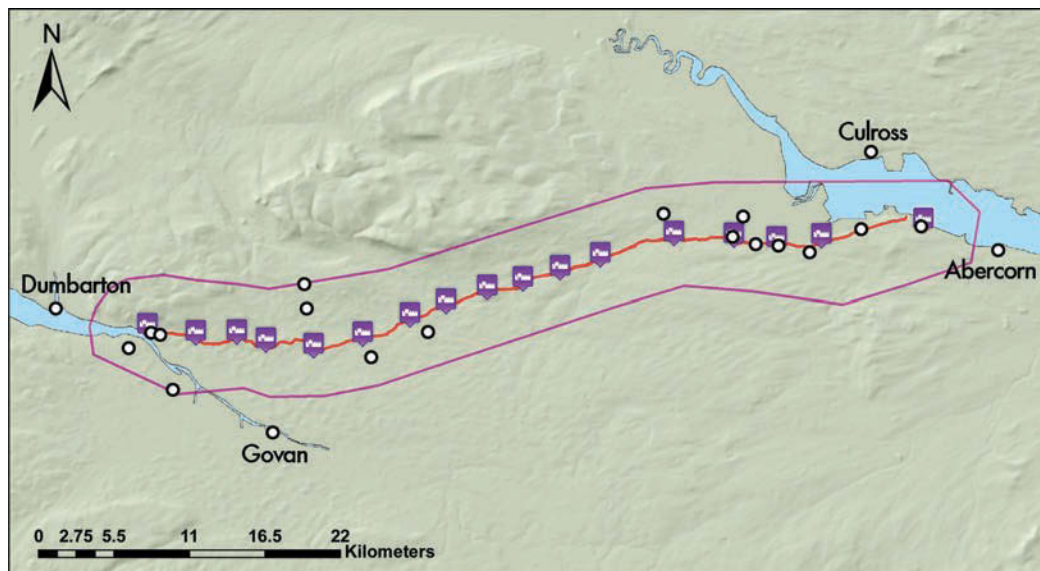 N
Culross
Dumbarton
Abercorn
Govan
0 2.75 5.5 11 16.5 22
Kilometers